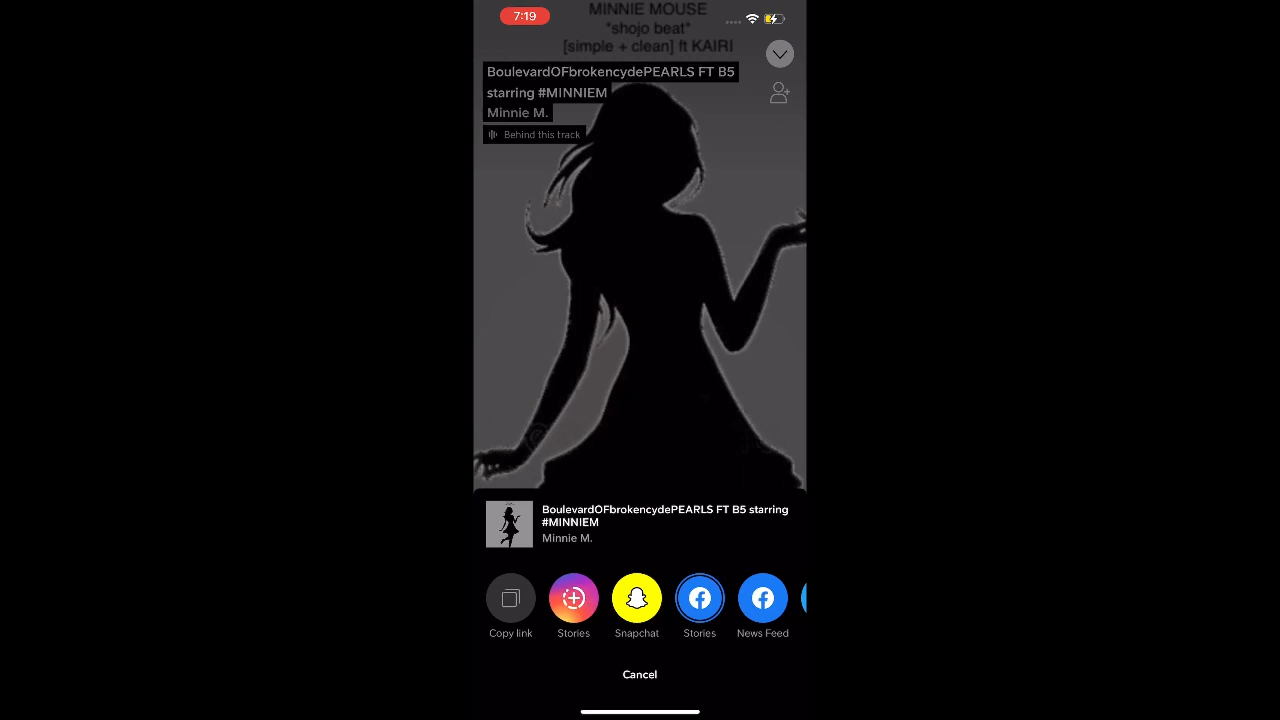 7:19
MINNIE MOUSE
*shojo beat*
[simple + clean] ft KAIRI
BoulevardOFbrokencydePEARLS FT B5
starring #MINNIEM
Minnie M.
Behind this track
BoulevardOFbrokencydePEARLS FT B5 starring
#MINNIEM
Minnie M.
Copy link
Stories
Snapchat
Stories
News Feed
Cancel